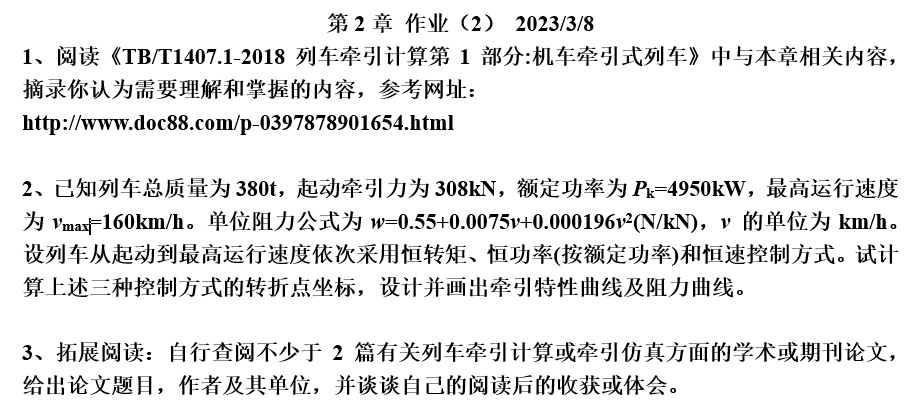 第 2 章 作业（2） 2023/3/8
1、阅读《TB/T1407.1-2018 列车牵引计算第 1 部分:机车牵引式列车》中与本章相关内容，
摘录你认为需要理解和掌握的内容，参考网址：
http://www.doc88.com/p-0397878901654.html
2、已知列车总质量为 380t，起动牵引力为 308kN，额定功率为 Pk=4950kW，最高运行速度
为 vmax=160km/h。单位阻力公式为 w=0.55+0.0075v+0.000196v²(N/kN)，v 的单位为 km/h。
设列车从起动到最高运行速度依次采用恒转矩、恒功率(按额定功率)和恒速控制方式。试计
算上述三种控制方式的转折点坐标，设计并画出牵引特性曲线及阻力曲线。
3、拓展阅读：自行查阅不少于 2 篇有关列车牵引计算或牵引仿真方面的学术或期刊论文，
给出论文题目，作者及其单位，并谈谈自己的阅读后的收获或体会。